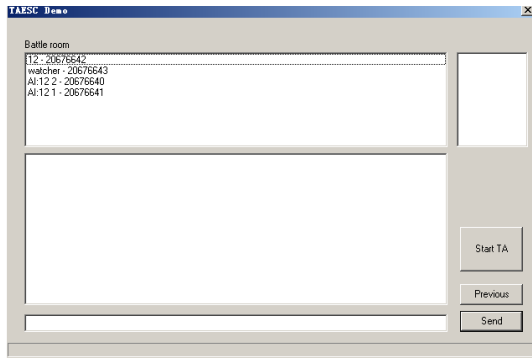 TAESC Demo
Battle room
12 - 20676642
watcher - 20676643
AI:12 2 - 20676640
AI:12 1 - 20676641
Start TA
Previous
Send